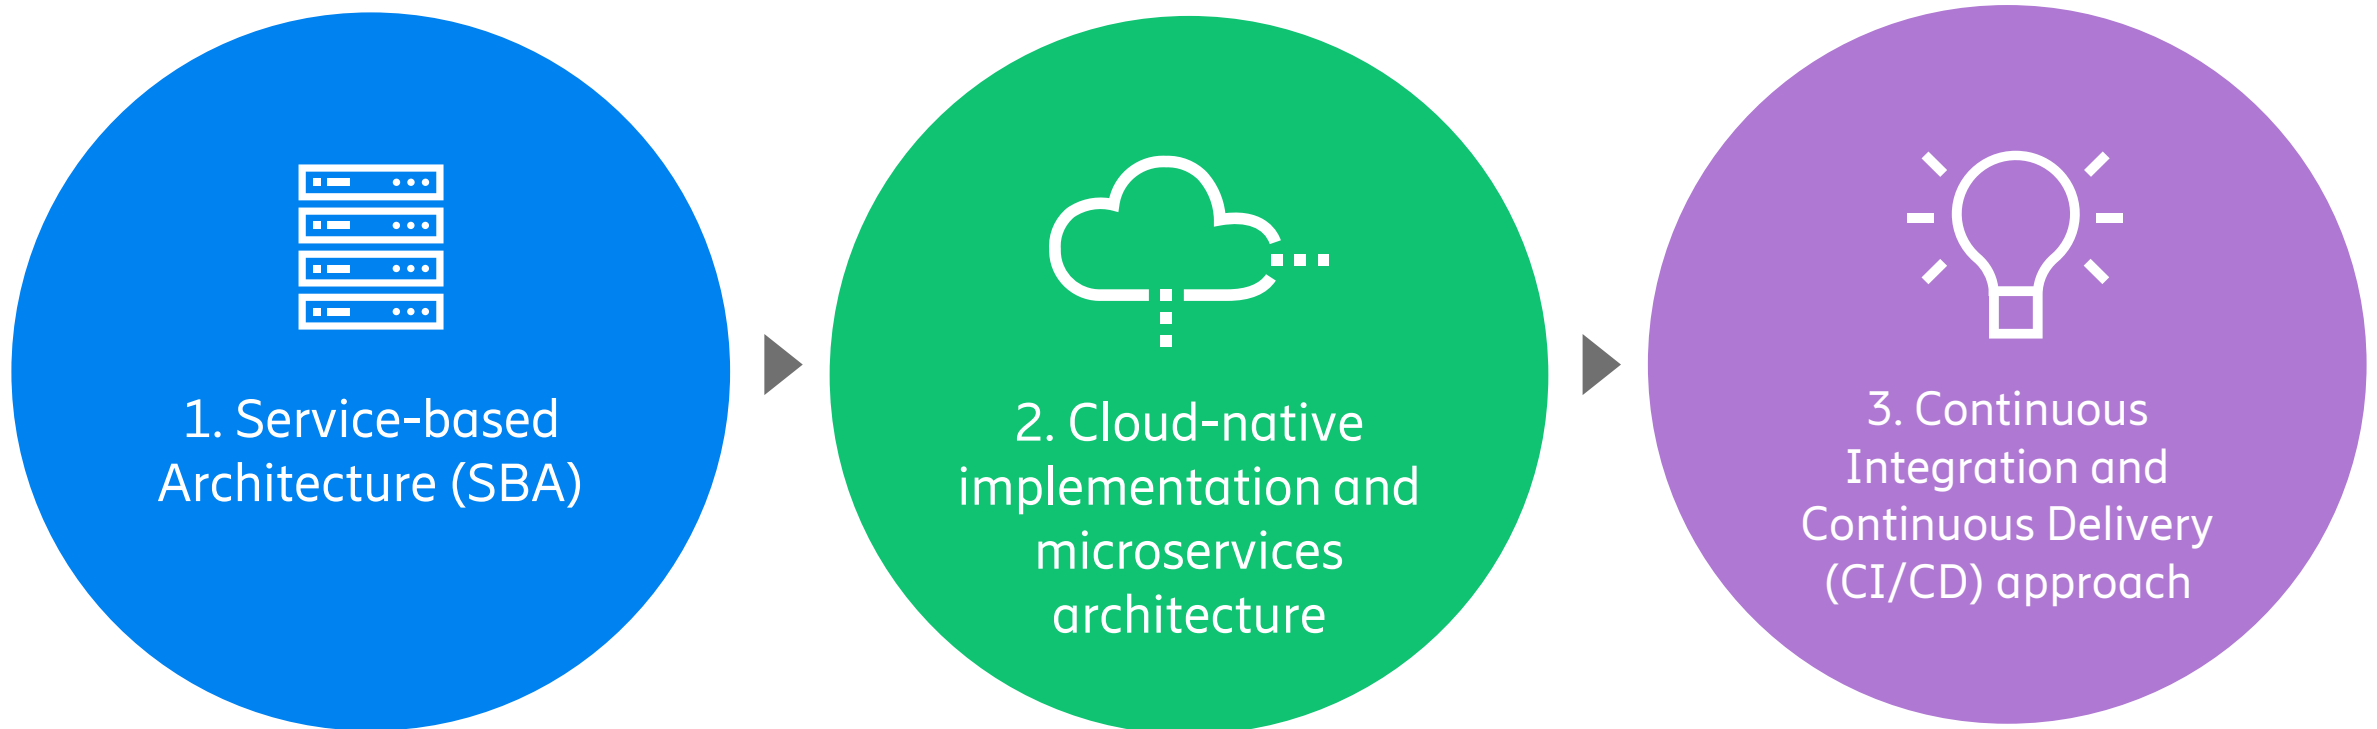 1. Service-based
Architecture (SBA)
2. Cloud-native
implementation and
microservices
architecture
3. Continuous
Integration and
Continuous Delivery
(CI/CD) approach